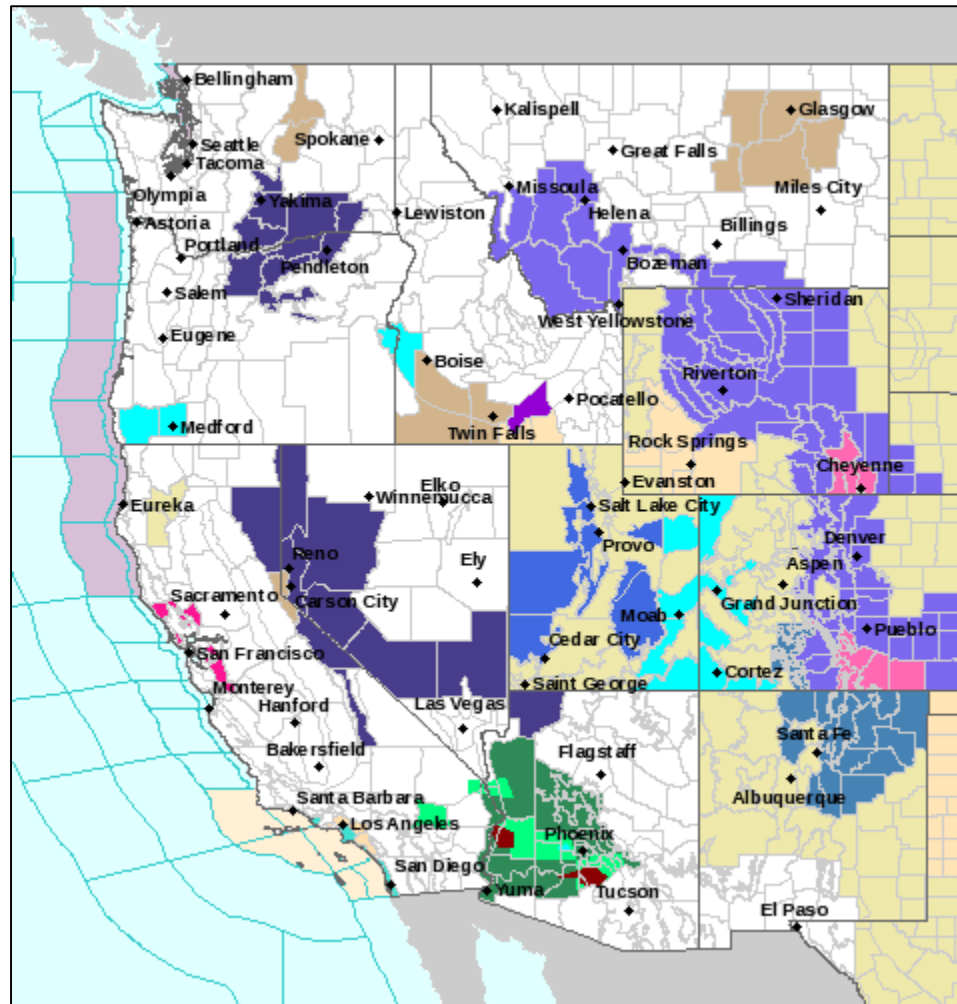 Bellingham
Kalispell
Glasgow
Spokane
Seattle
Great Falls
Tacoma
Olympia
Missoula
Miles City
Yakima
Helena
Lewiston
Astoria
Billings
Portland
Pendleton
Bozeman
Salem
Sheridan
West Yellowstone
Eugene
Boise
Riverton
Pocatello
Medford
Twin Falls
Rock Springs
Cheyenne
Evanston
Elko
Winnemucca
Eureka
Salt Lake City
Provo
Denver
Reno
Ely
Aspen
Sacramento
Carson City
Grand Junction
Moab
Pueblo
San Francisco
Cedar City
Cortez
Monterey
Saint George
Hanford
Las Vegas
Santa Fe
Bakersfield
Flagstaff
Albuquerque
Santa Barbara
Los Angeles
Phoenix
San Diego
Yuma
Tucson
El Paso